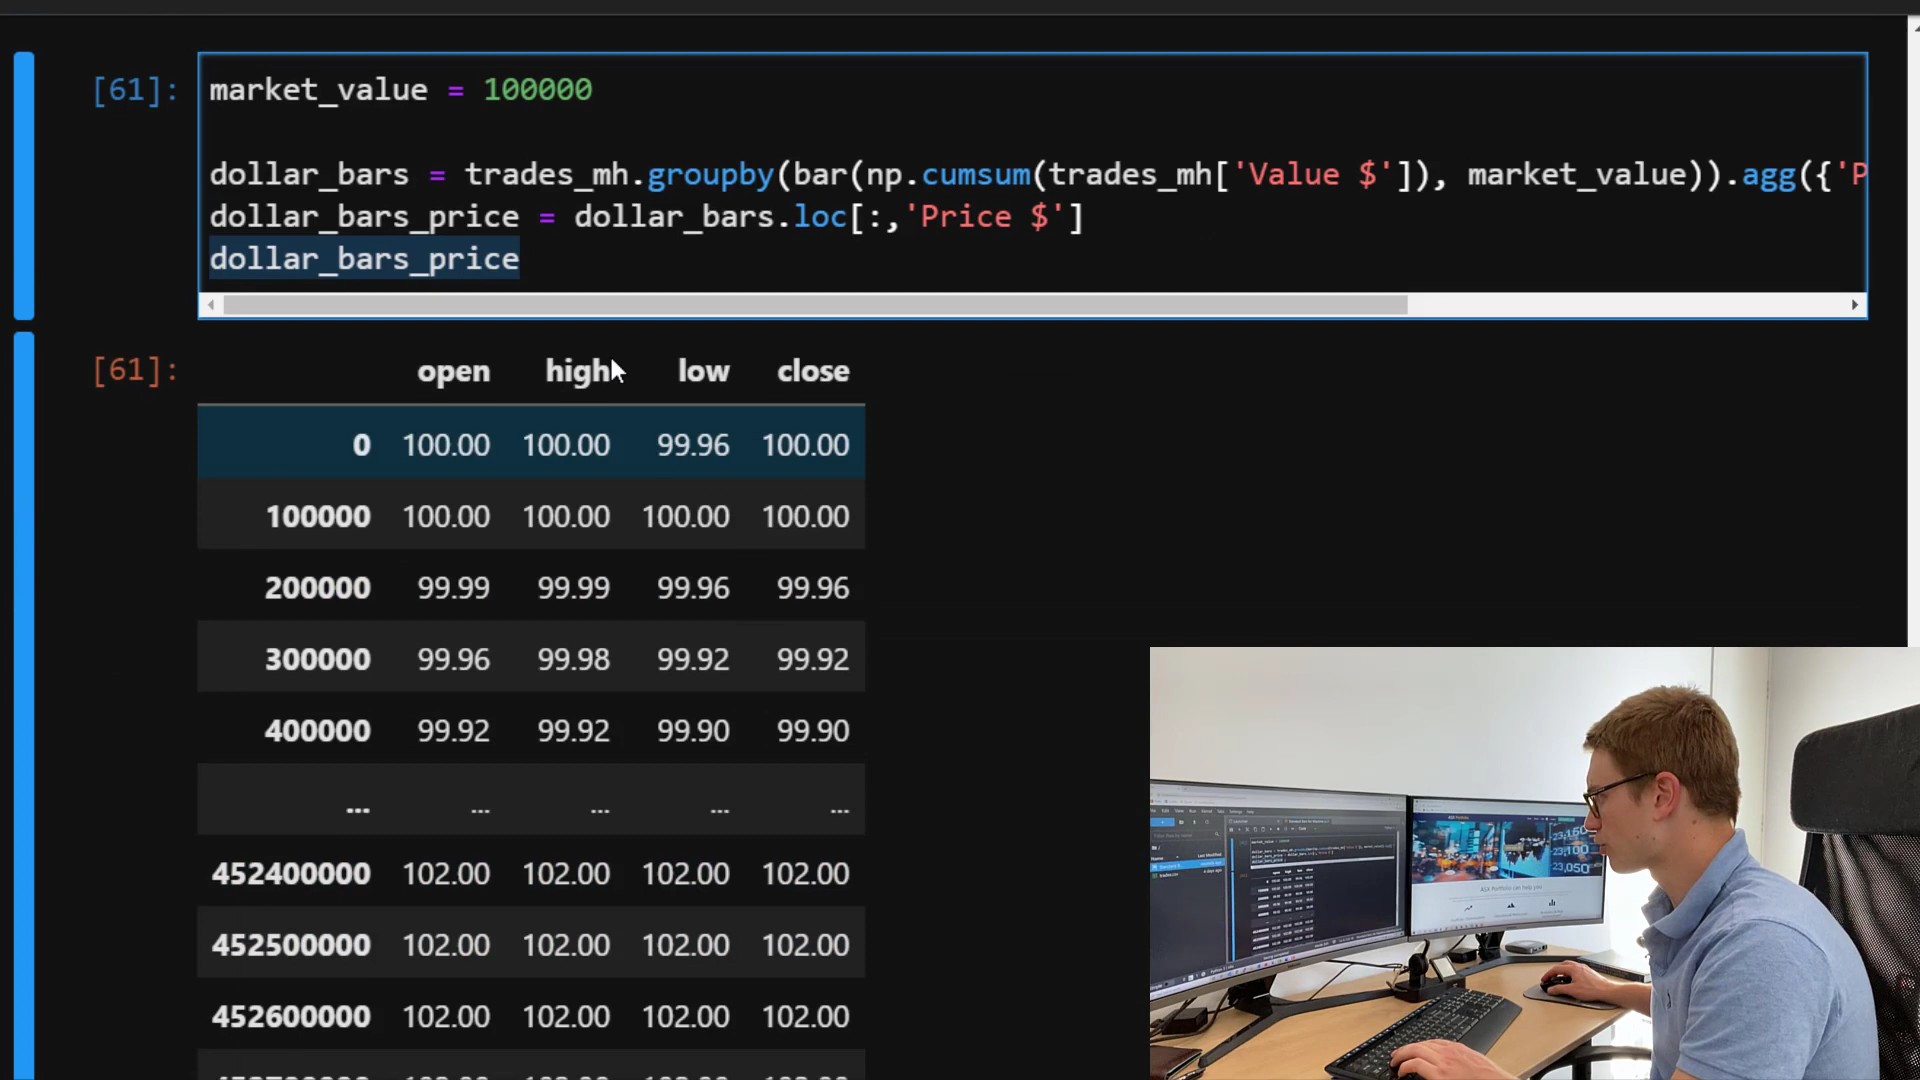 [61]:
market_value = 100000
dollar_bars = trades_mh.groupby(bar(np.cumsum(trades_mh['Value $']), market_value)).agg({'P
dollar_bars_price = dollar_bars.loc[:,'Price $']
dollar_bars_price
[61]:
open high low close
0 100.00 100.00 99.96 100.00
100000 100.00 100.00 100.00 100.00
200000 99.99 99.99 99.96 99.96
300000 99.96 99.98 99.92 99.92
400000 99.92 99.92 99.90 99.90
... ... ... ... ...
452400000 102.00 102.00 102.00 102.00
452500000 102.00 102.00 102.00 102.00
452600000 102.00 102.00 102.00 102.00
23,100
23,050